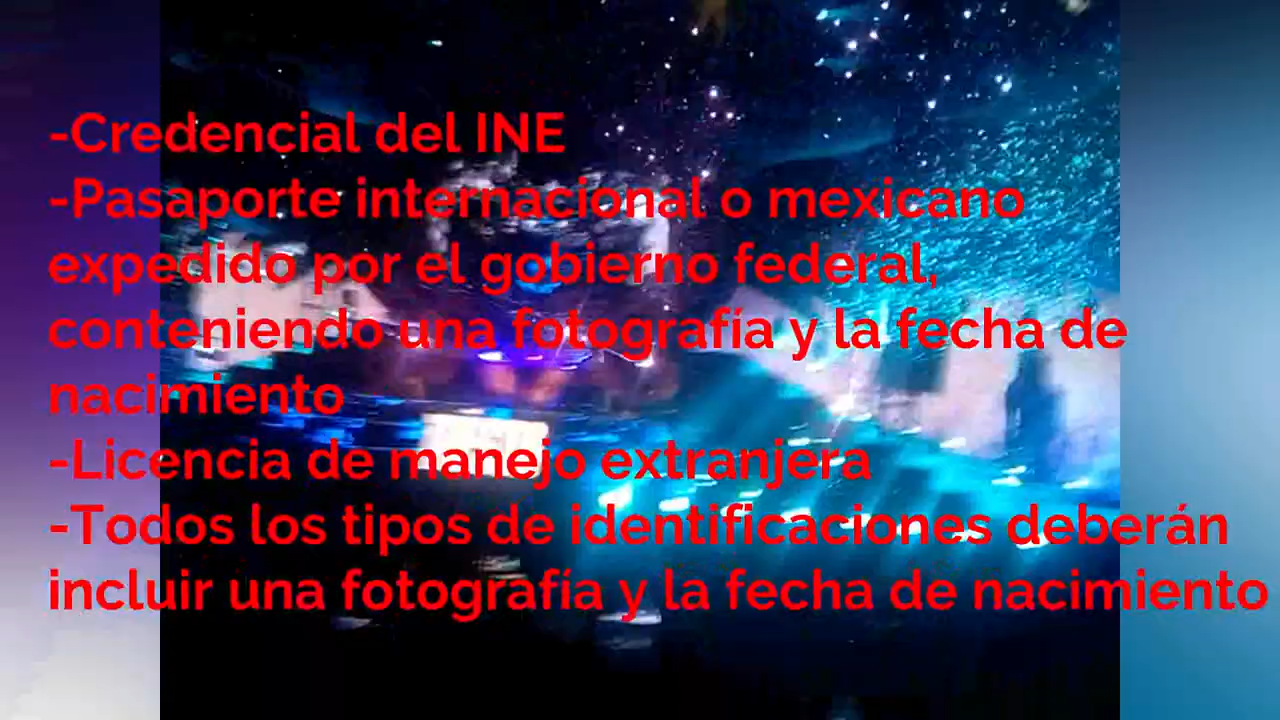 -Credencial del INE
-Pasaporte internacional o mexicano
expedido por el gobierno federal,
conteniendo una fotografía y la fecha de
nacimiento
-Licencia de manejo extranjera
-Todos los tipos de identificaciones deberán
incluir una fotografía y la fecha de nacimiento